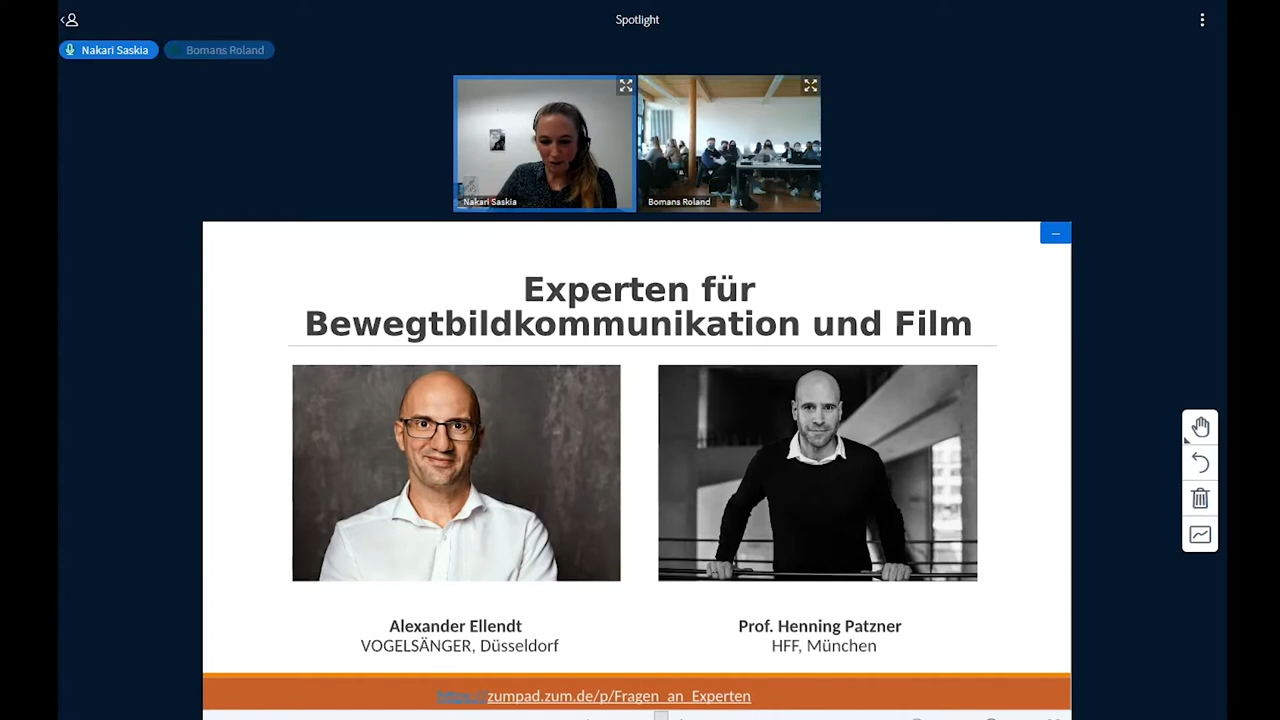 Spotlight
Nakari Saskia
Bomans Roland
Nakari Saskia
Bomans Roland
Experten für
Bewegtbildkommunikation und Film
Alexander Ellendt
VOGELSÄNGER, Düsseldorf
Prof. Henning Patzner
HFF, München
https://zumpad.zum.de/p/Fragen_an_Experten